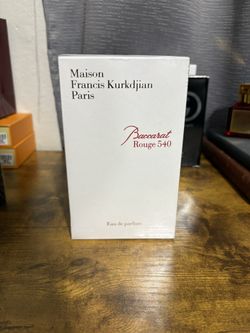 Maison
Francis Kurkdjian
Paris
Baccarat
Rouge 540
Eau de parfum